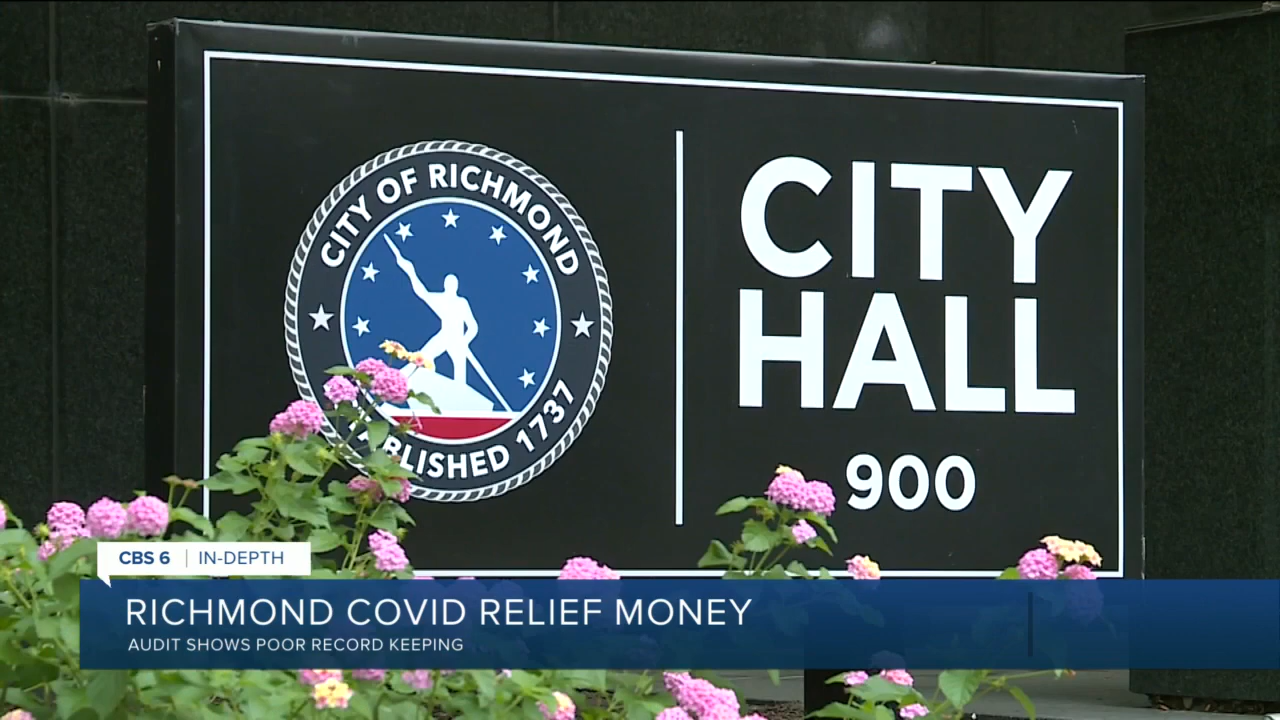 CITY OF RICHMOND
BLISHED 1737
CITY
HALL
900
CBS 6 | IN-DEPTH
RICHMOND COVID RELIEF MONEY
AUDIT SHOWS POOR RECORD KEEPING